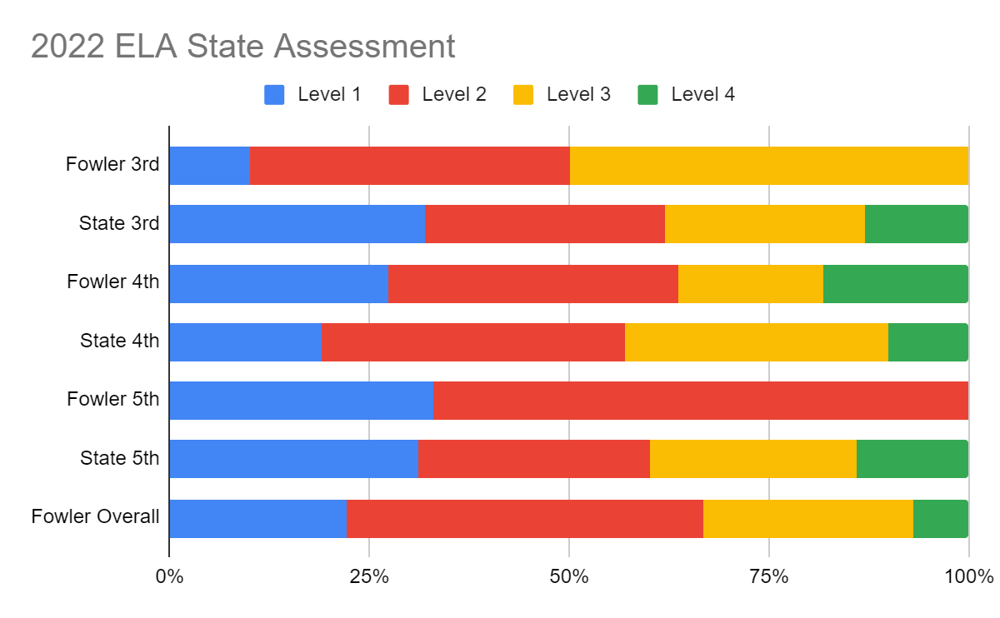 2022 ELA State Assessment
Level 1 Level 2 Level 3 Level 4
Fowler 3rd
State 3rd
Fowler 4th
State 4th
Fowler 5th
State 5th
Fowler Overall
0% 25% 50% 75% 100%